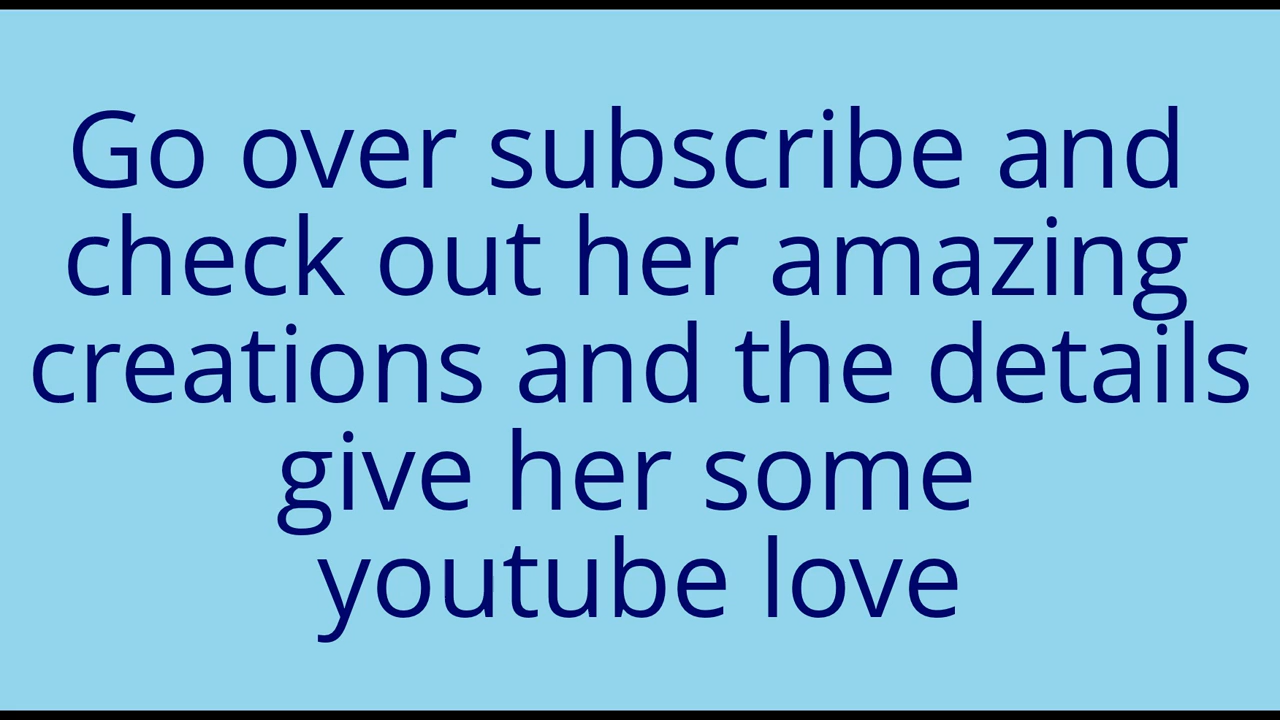 Go over subscribe and
check out her amazing
creations and the details
give her some
youtube love